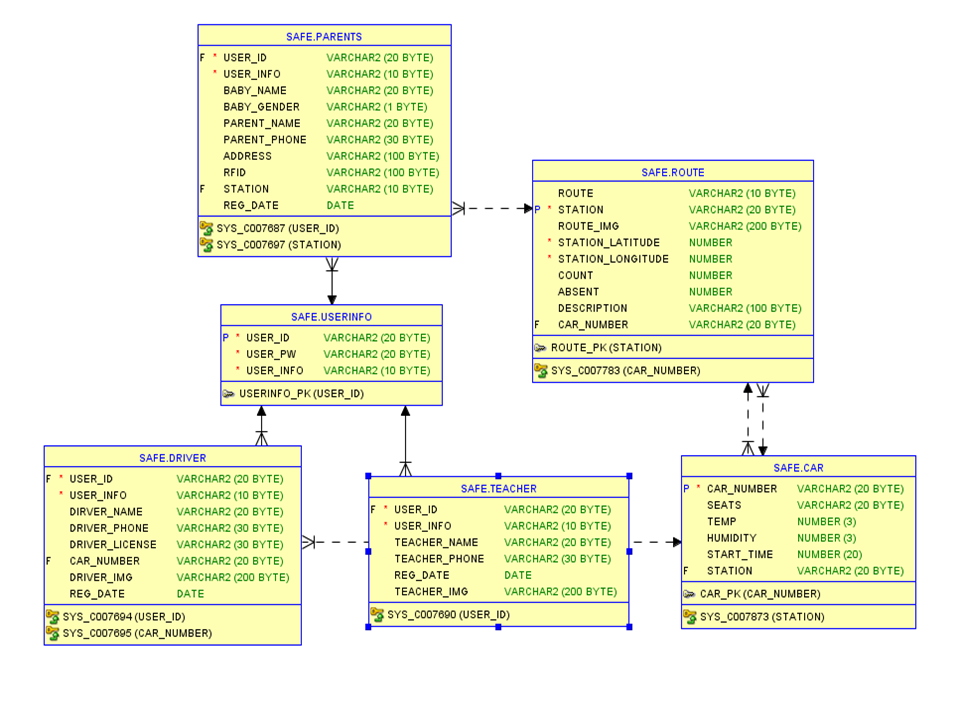 SAFE.PARENTS
F * USER_ID VARCHAR2 (20 BYTE)
* USER_INFO VARCHAR2 (10 BYTE)
BABY_NAME VARCHAR2 (20 BYTE)
BABY_GENDER VARCHAR2 (1 BYTE)
PARENT_NAME VARCHAR2 (20 BYTE)
PARENT_PHONE VARCHAR2 (30 BYTE)
ADDRESS VARCHAR2 (100 BYTE)
RFID VARCHAR2 (100 BYTE)
F STATION VARCHAR2 (10 BYTE)
REG_DATE DATE
SYS_C007687 (USER_ID)
SYS_C007697 (STATION)
SAFE.ROUTE
ROUTE VARCHAR2 (10 BYTE)
P * STATION VARCHAR2 (20 BYTE)
ROUTE_IMG VARCHAR2 (200 BYTE)
* STATION_LATITUDE NUMBER
* STATION_LONGITUDE NUMBER
COUNT NUMBER
ABSENT NUMBER
DESCRIPTION VARCHAR2 (100 BYTE)
F CAR_NUMBER VARCHAR2 (20 BYTE)
ROUTE_PK (STATION)
SYS_C007783 (CAR_NUMBER)
SAFE.USERINFO
P * USER_ID VARCHAR2 (20 BYTE)
* USER_PW VARCHAR2 (20 BYTE)
* USER_INFO VARCHAR2 (10 BYTE)
USERINFO_PK (USER_ID)
SAFE.DRIVER
F * USER_ID VARCHAR2 (20 BYTE)
* USER_INFO VARCHAR2 (10 BYTE)
DIRVER_NAME VARCHAR2 (20 BYTE)
DRIVER_PHONE VARCHAR2 (30 BYTE)
DRIVER_LICENSE VARCHAR2 (30 BYTE)
F CAR_NUMBER VARCHAR2 (20 BYTE)
DRIVER_IMG VARCHAR2 (200 BYTE)
REG_DATE DATE
SYS_C007694 (USER_ID)
SYS_C007695 (CAR_NUMBER)
SAFE.TEACHER
F * USER_ID VARCHAR2 (20 BYTE)
* USER_INFO VARCHAR2 (10 BYTE)
TEACHER_NAME VARCHAR2 (20 BYTE)
TEACHER_PHONE VARCHAR2 (30 BYTE)
REG_DATE DATE
TEACHER_IMG VARCHAR2 (200 BYTE)
SYS_C007690 (USER_ID)
SAFE.CAR
P * CAR_NUMBER VARCHAR2 (20 BYTE)
SEATS VARCHAR2 (20 BYTE)
TEMP NUMBER (3)
HUMIDITY NUMBER (3)
START_TIME NUMBER (20)
F STATION VARCHAR2 (20 BYTE)
CAR_PK (CAR_NUMBER)
SYS_C007873 (STATION)